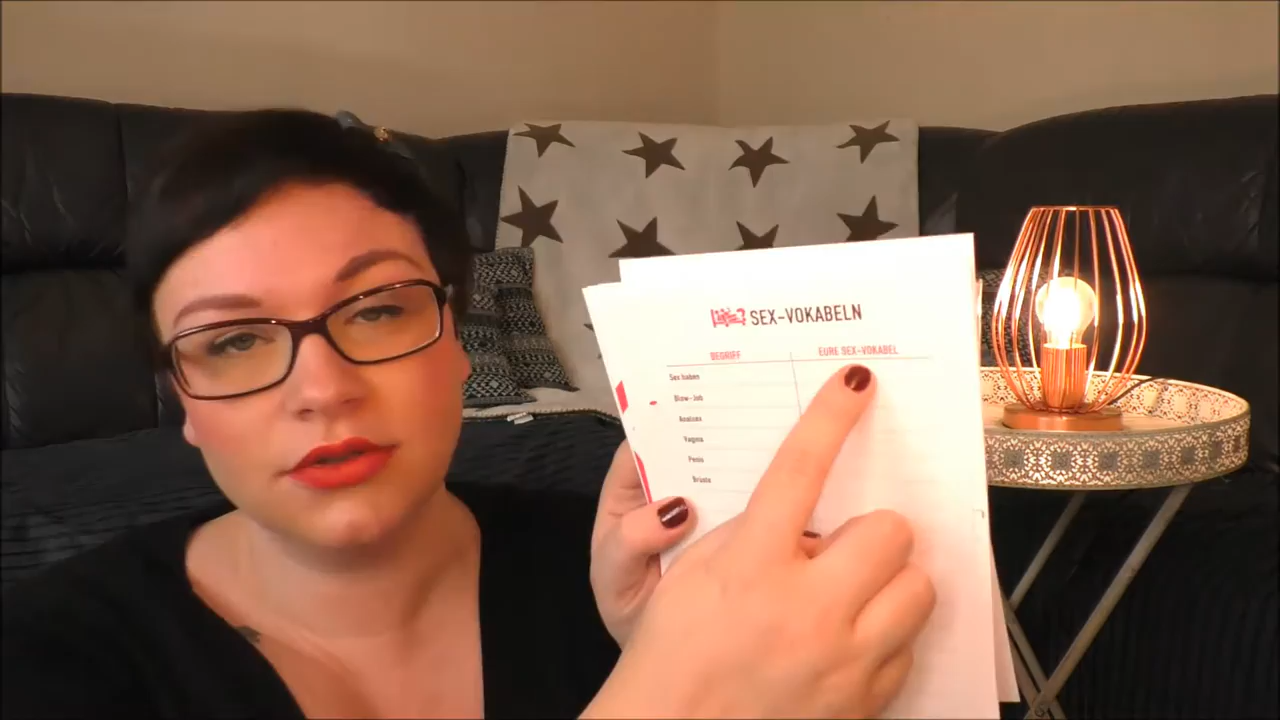 SEX-VOKABELN
BEGRIFF EURE SEX-VOKABEL
Sex haben
Blow-Job
Analsex
Vagina
Penis
Brüste